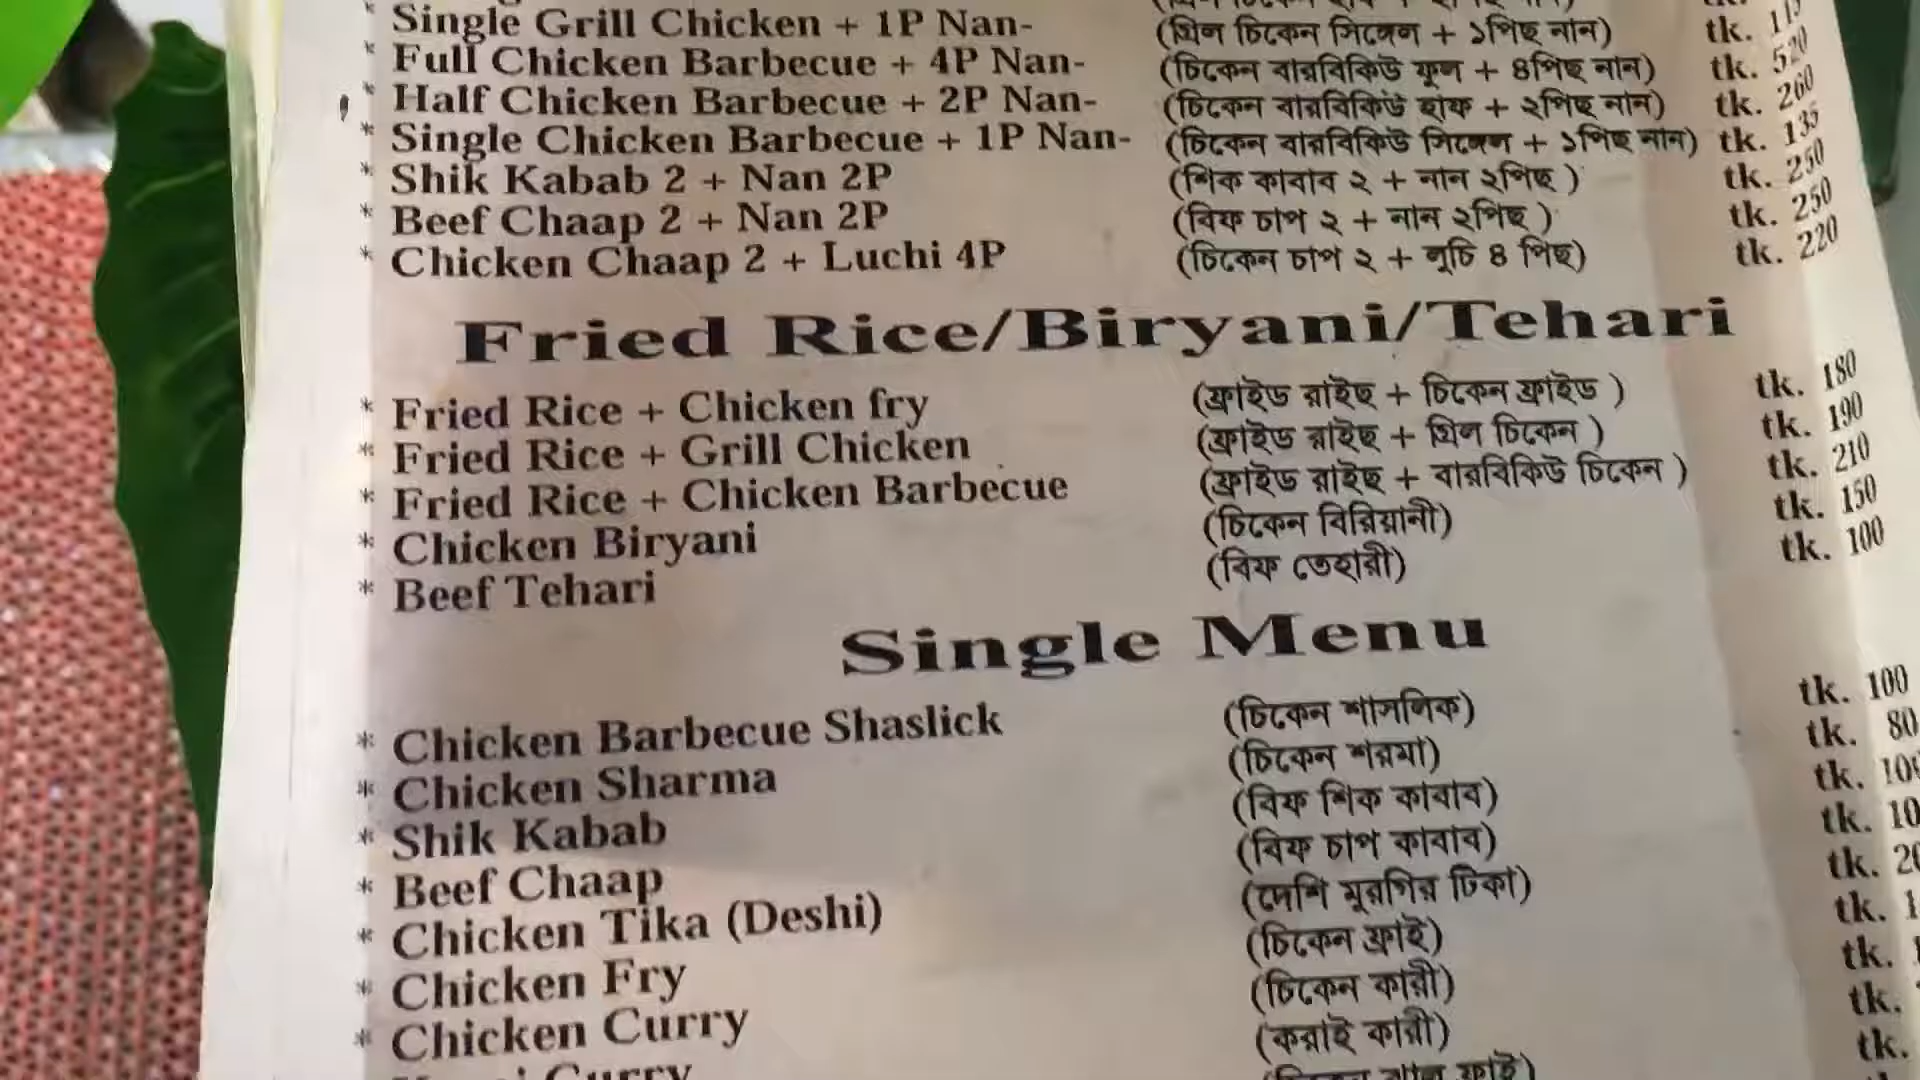 * Single Grill Chicken + 1P Nan- (গ্রিল চিকেন সিঙ্গেল + ১পিছ নান) tk. 115
* Full Chicken Barbecue + 4P Nan- (চিকেন বারবিকিউ ফুল + ৪পিছ নান) tk. 520
* Half Chicken Barbecue + 2P Nan- (চিকেন বারবিকিউ হাফ + ২পিছ নান) tk. 260
* Single Chicken Barbecue + 1P Nan- (চিকেন বারবিকিউ সিঙ্গেল + ১পিছ নান) tk. 135
* Shik Kabab 2 + Nan 2P (শিক কাবাব ২ + নান ২পিছ ) tk. 250
* Beef Chaap 2 + Nan 2P (বিফ চাপ ২ + নান ২পিছ ) tk. 250
* Chicken Chaap 2 + Luchi 4P (চিকেন চাপ ২ + লুচি ৪ পিছ) tk. 220
Fried Rice/Biryani/Tehari
* Fried Rice + Chicken fry (ফ্রাইড রাইছ + চিকেন ফ্রাইড ) tk. 180
* Fried Rice + Grill Chicken (ফ্রাইড রাইছ + গ্রিল চিকেন ) tk. 190
* Fried Rice + Chicken Barbecue (ফ্রাইড রাইছ + বারবিকিউ চিকেন ) tk. 210
* Chicken Biryani (চিকেন বিরিয়ানী) tk. 150
* Beef Tehari (বিফ তেহারী) tk. 100
Single Menu
* Chicken Barbecue Shaslick (চিকেন শাসলিক) tk. 100
* Chicken Sharma (চিকেন শরমা) tk. 80
* Shik Kabab (বিফ শিক কাবাব) tk.
* Beef Chaap (বিফ চাপ কাবাব) tk.
* Chicken Tika (Deshi) (দেশি মুরগির টিকা) tk.
* Chicken Fry (চিকেন ফ্রাই) tk.
* Chicken Curry (চিকেন কারী) tk.
Curry (করাই কারী) tk.
tk.